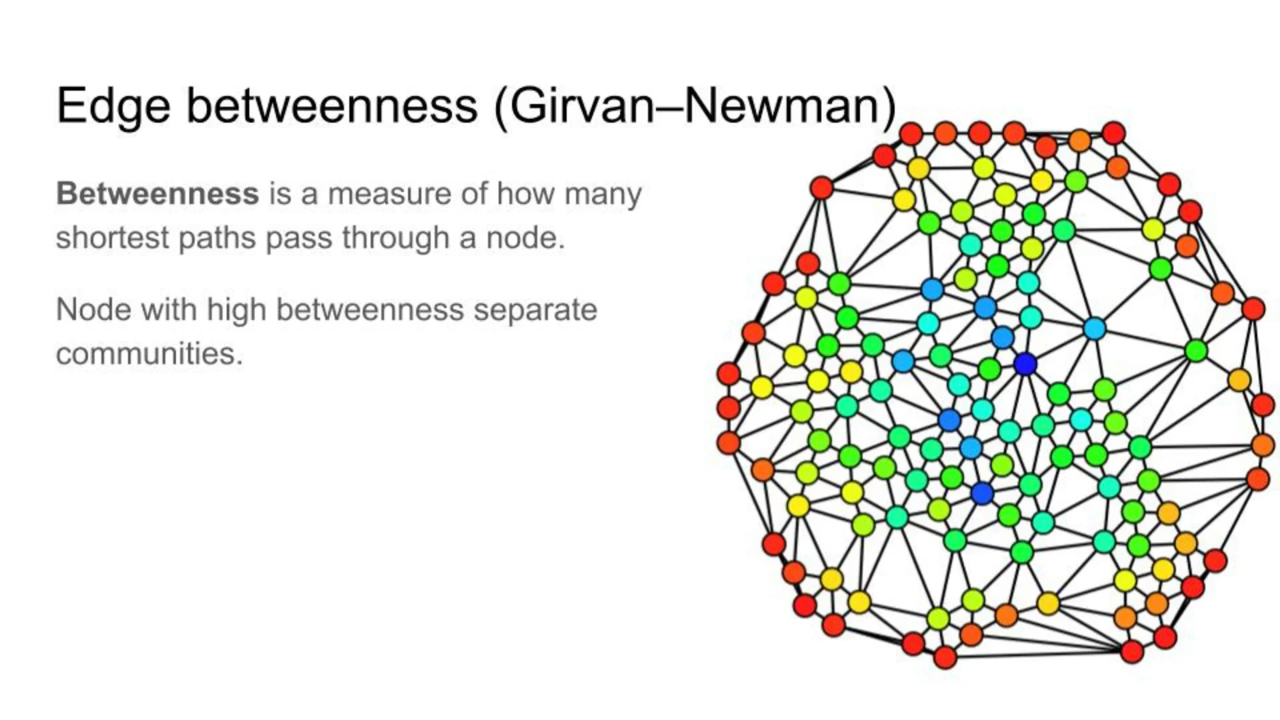 Edge betweenness (Girvan–Newman)
Betweenness is a measure of how many
shortest paths pass through a node.
Node with high betweenness separate
communities.